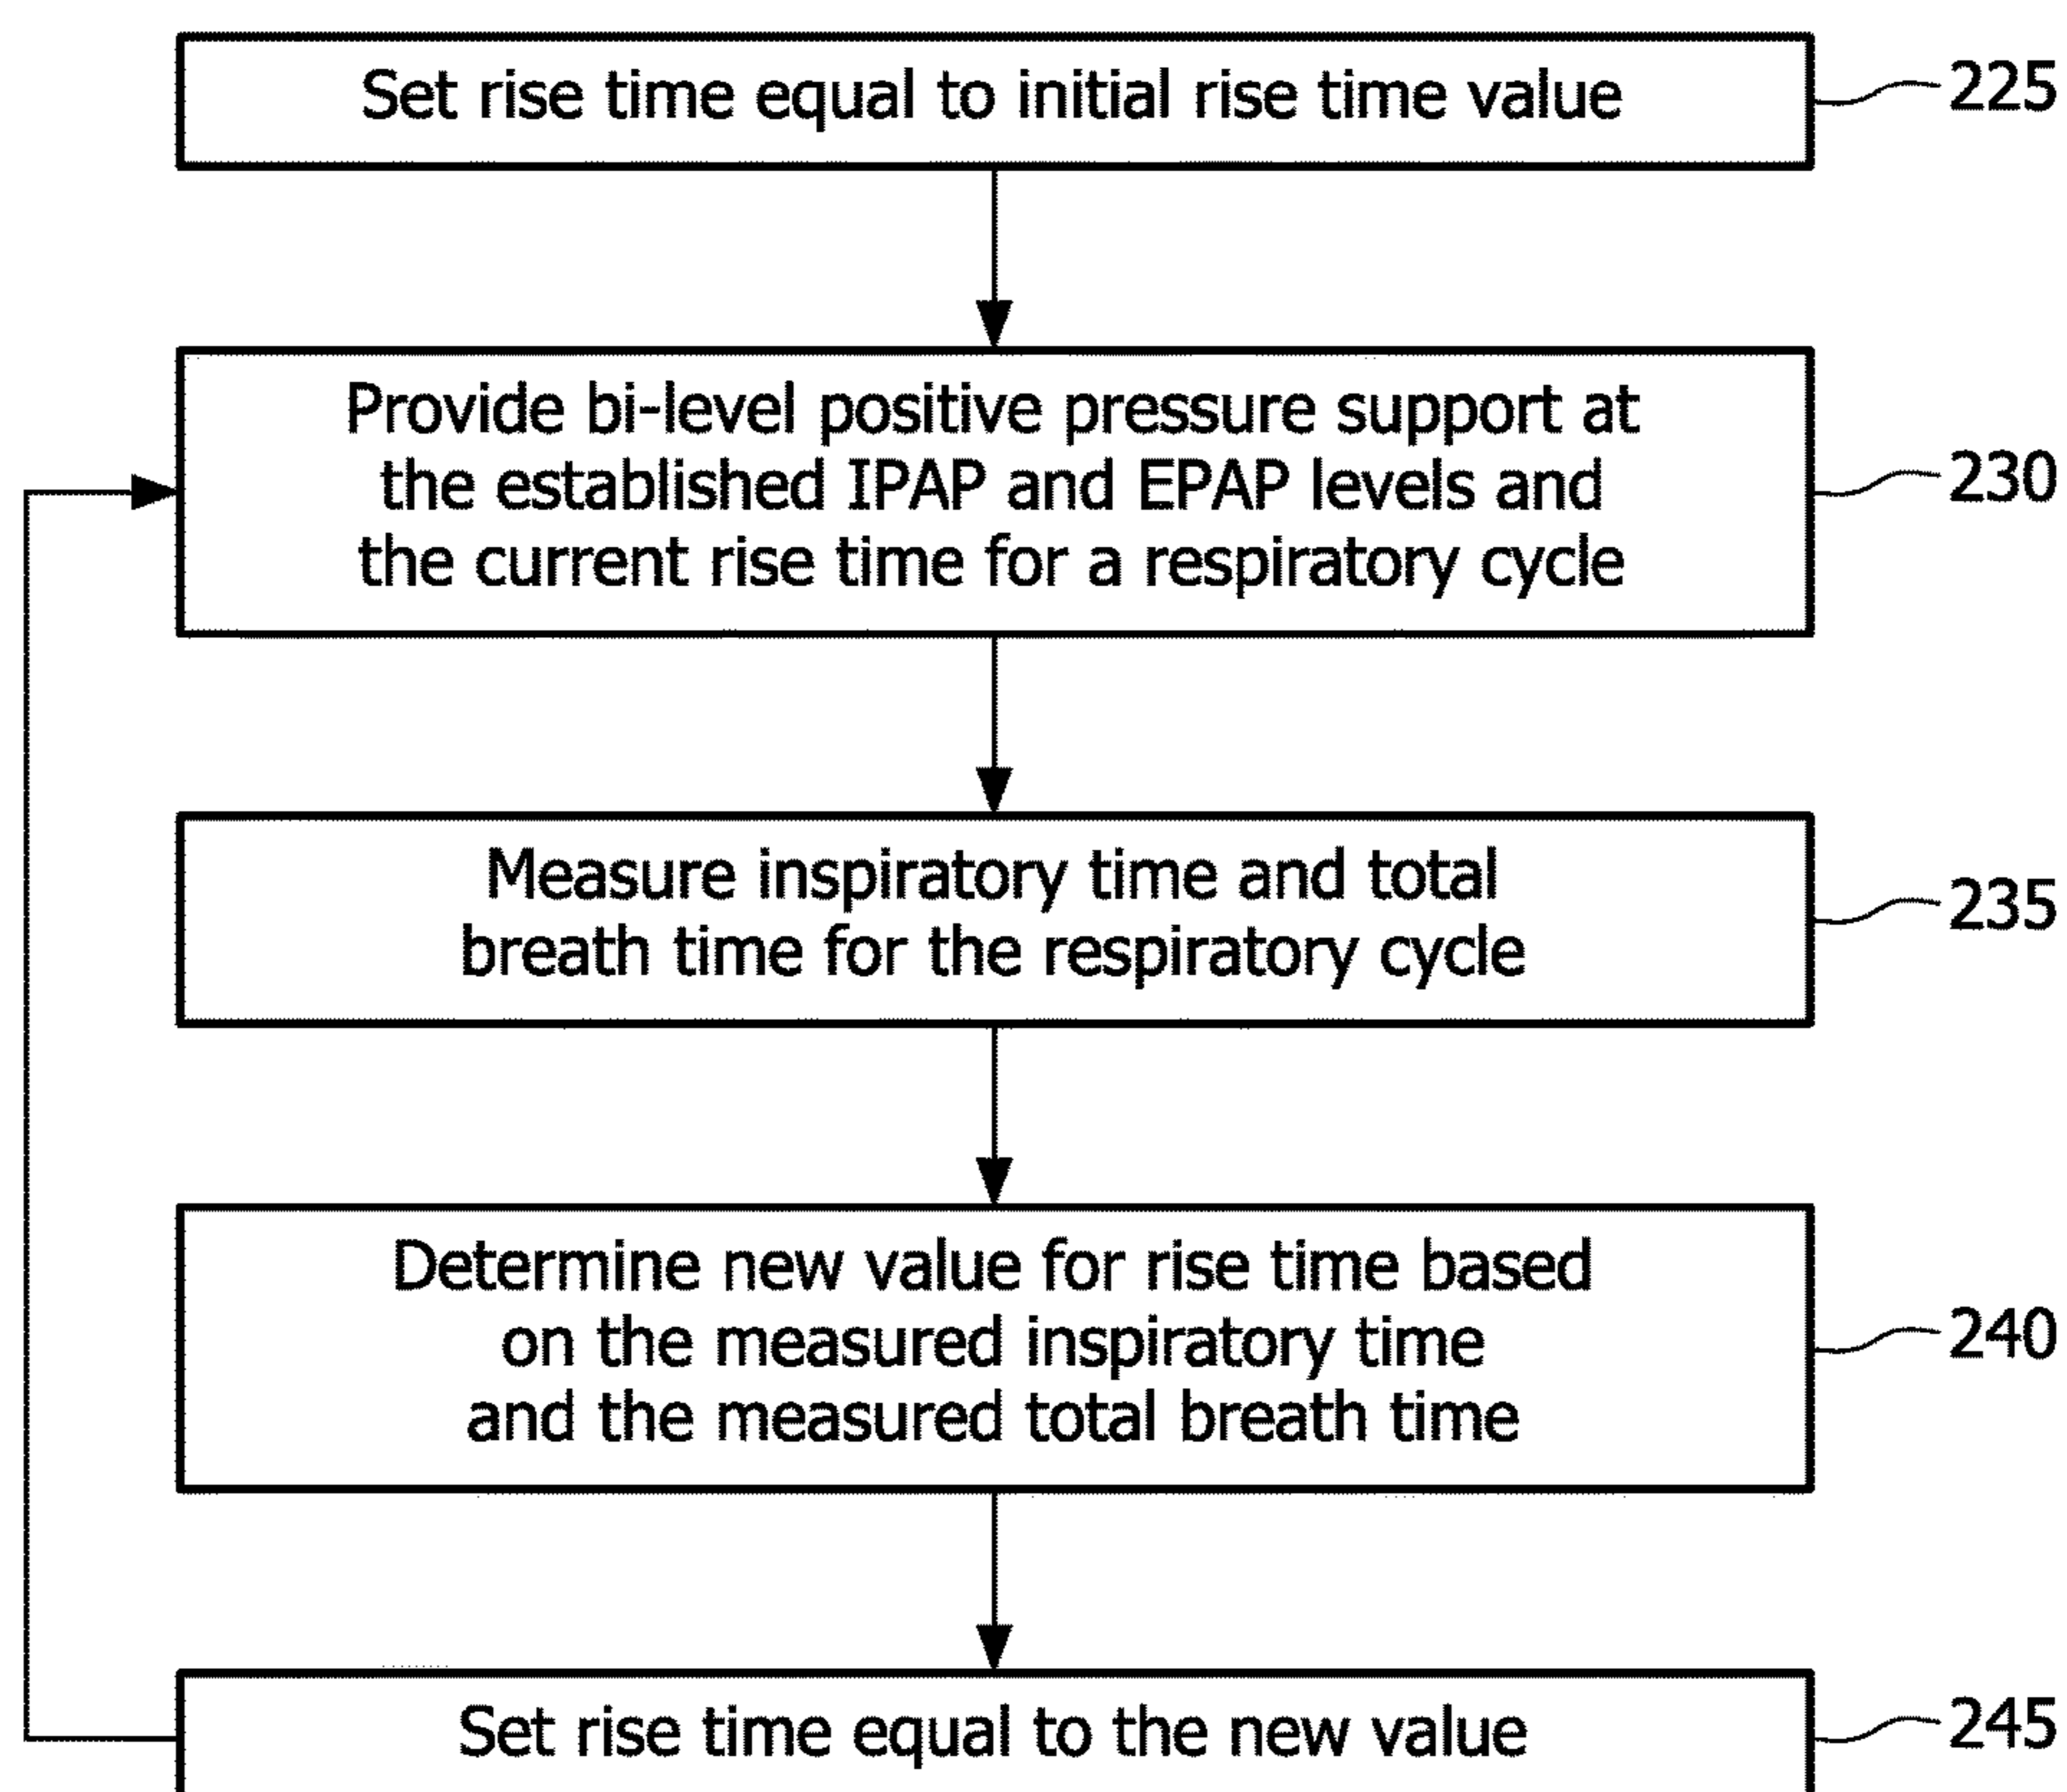 Set rise time equal to initial rise time value
225
Provide bi-level positive pressure support at
the established IPAP and EPAP levels and
the current rise time for a respiratory cycle
230
Measure inspiratory time and total
breath time for the respiratory cycle
235
Determine new value for rise time based
on the measured inspiratory time
and the measured total breath time
240
Set rise time equal to the new value
245